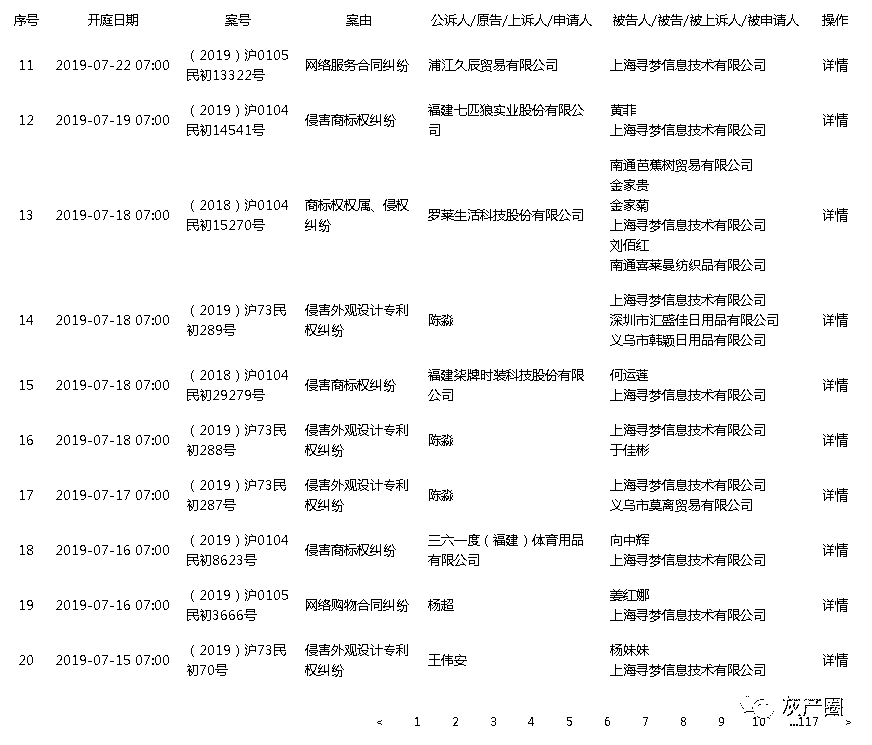 序号 开庭日期 案号 案由 公诉人/原告/上诉人/申请人 被告人/被告/被上诉人/被申请人 操作
11 2019-07-22 07:00 （2019）沪0105民初13322号 网络服务合同纠纷 浦江久辰贸易有限公司 上海寻梦信息技术有限公司 详情
12 2019-07-19 07:00 （2019）沪0104民初14541号 侵害商标权纠纷 福建七匹狼实业股份有限公司 黄菲 上海寻梦信息技术有限公司 详情
13 2019-07-18 07:00 （2018）沪0104民初15270号 商标权权属、侵权纠纷 罗莱生活科技股份有限公司 南通芭蕉树贸易有限公司 金家贵 金家菊 上海寻梦信息技术有限公司 刘佰红 南通喜莱曼纺织品有限公司 详情
14 2019-07-18 07:00 （2019）沪73民初289号 侵害外观设计专利权纠纷 陈淼 上海寻梦信息技术有限公司 深圳市汇盛佳日用品有限公司 义乌市韩颖日用品有限公司 详情
15 2019-07-18 07:00 （2018）沪0104民初29279号 侵害商标权纠纷 福建柒牌时装科技股份有限公司 何运莲 上海寻梦信息技术有限公司 详情
16 2019-07-18 07:00 （2019）沪73民初288号 侵害外观设计专利权纠纷 陈淼 上海寻梦信息技术有限公司 于佳彬 详情
17 2019-07-17 07:00 （2019）沪73民初287号 侵害外观设计专利权纠纷 陈淼 上海寻梦信息技术有限公司 义乌市莫离贸易有限公司 详情
18 2019-07-16 07:00 （2019）沪0104民初8623号 侵害商标权纠纷 三六一度（福建）体育用品有限公司 向中辉 上海寻梦信息技术有限公司 详情
19 2019-07-16 07:00 （2019）沪0105民初3666号 网络购物合同纠纷 杨超 姜红娜 上海寻梦信息技术有限公司 详情
20 2019-07-15 07:00 （2019）沪73民初70号 侵害外观设计专利权纠纷 王伟安 杨妹妹 上海寻梦信息技术有限公司 详情
灰产圈
< 1 2 3 4 5 6 7 8 9 10 ...117 >